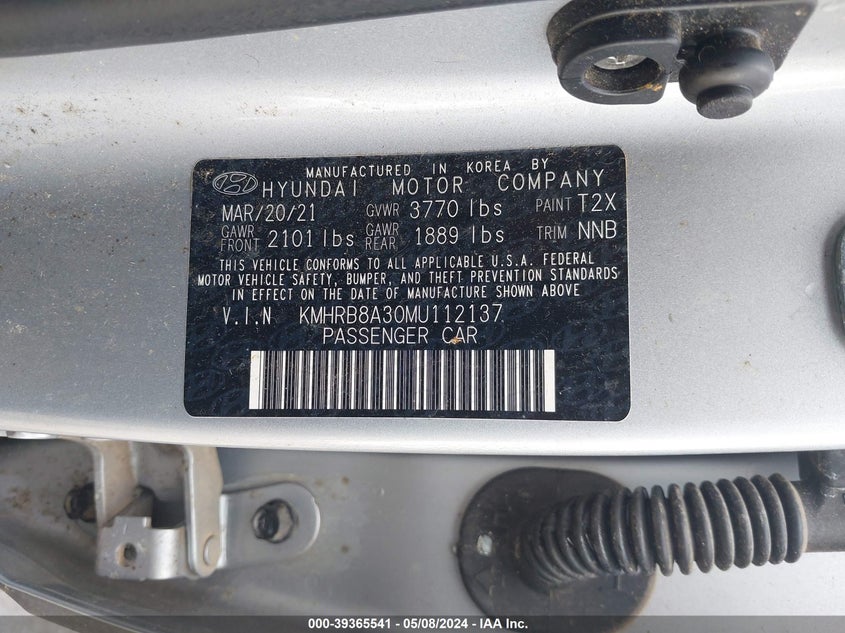 MANUFACTURED IN KOREA BY
HYUNDAI MOTOR COMPANY
MAR/20/21 GVWR 3770 lbs PAINT T2X
GAWR FRONT 2101 lbs GAWR REAR 1889 lbs TRIM NNB
THIS VEHICLE CONFORMS TO ALL APPLICABLE U.S.A. FEDERAL
MOTOR VEHICLE SAFETY, BUMPER, AND THEFT PREVENTION STANDARDS
IN EFFECT ON THE DATE OF MANUFACTURE SHOWN ABOVE
V.I.N KMHRB8A30MU112137
PASSENGER CAR
000-39365541 - 05/08/2024 - IAA Inc.